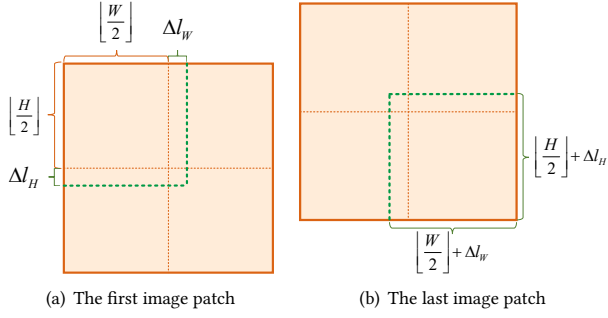 ⌊W/2⌋ Δl_W
⌊H/2⌋
Δl_H
(a) The first image patch
⌊H/2⌋ + Δl_H
⌊W/2⌋ + Δl_W
(b) The last image patch